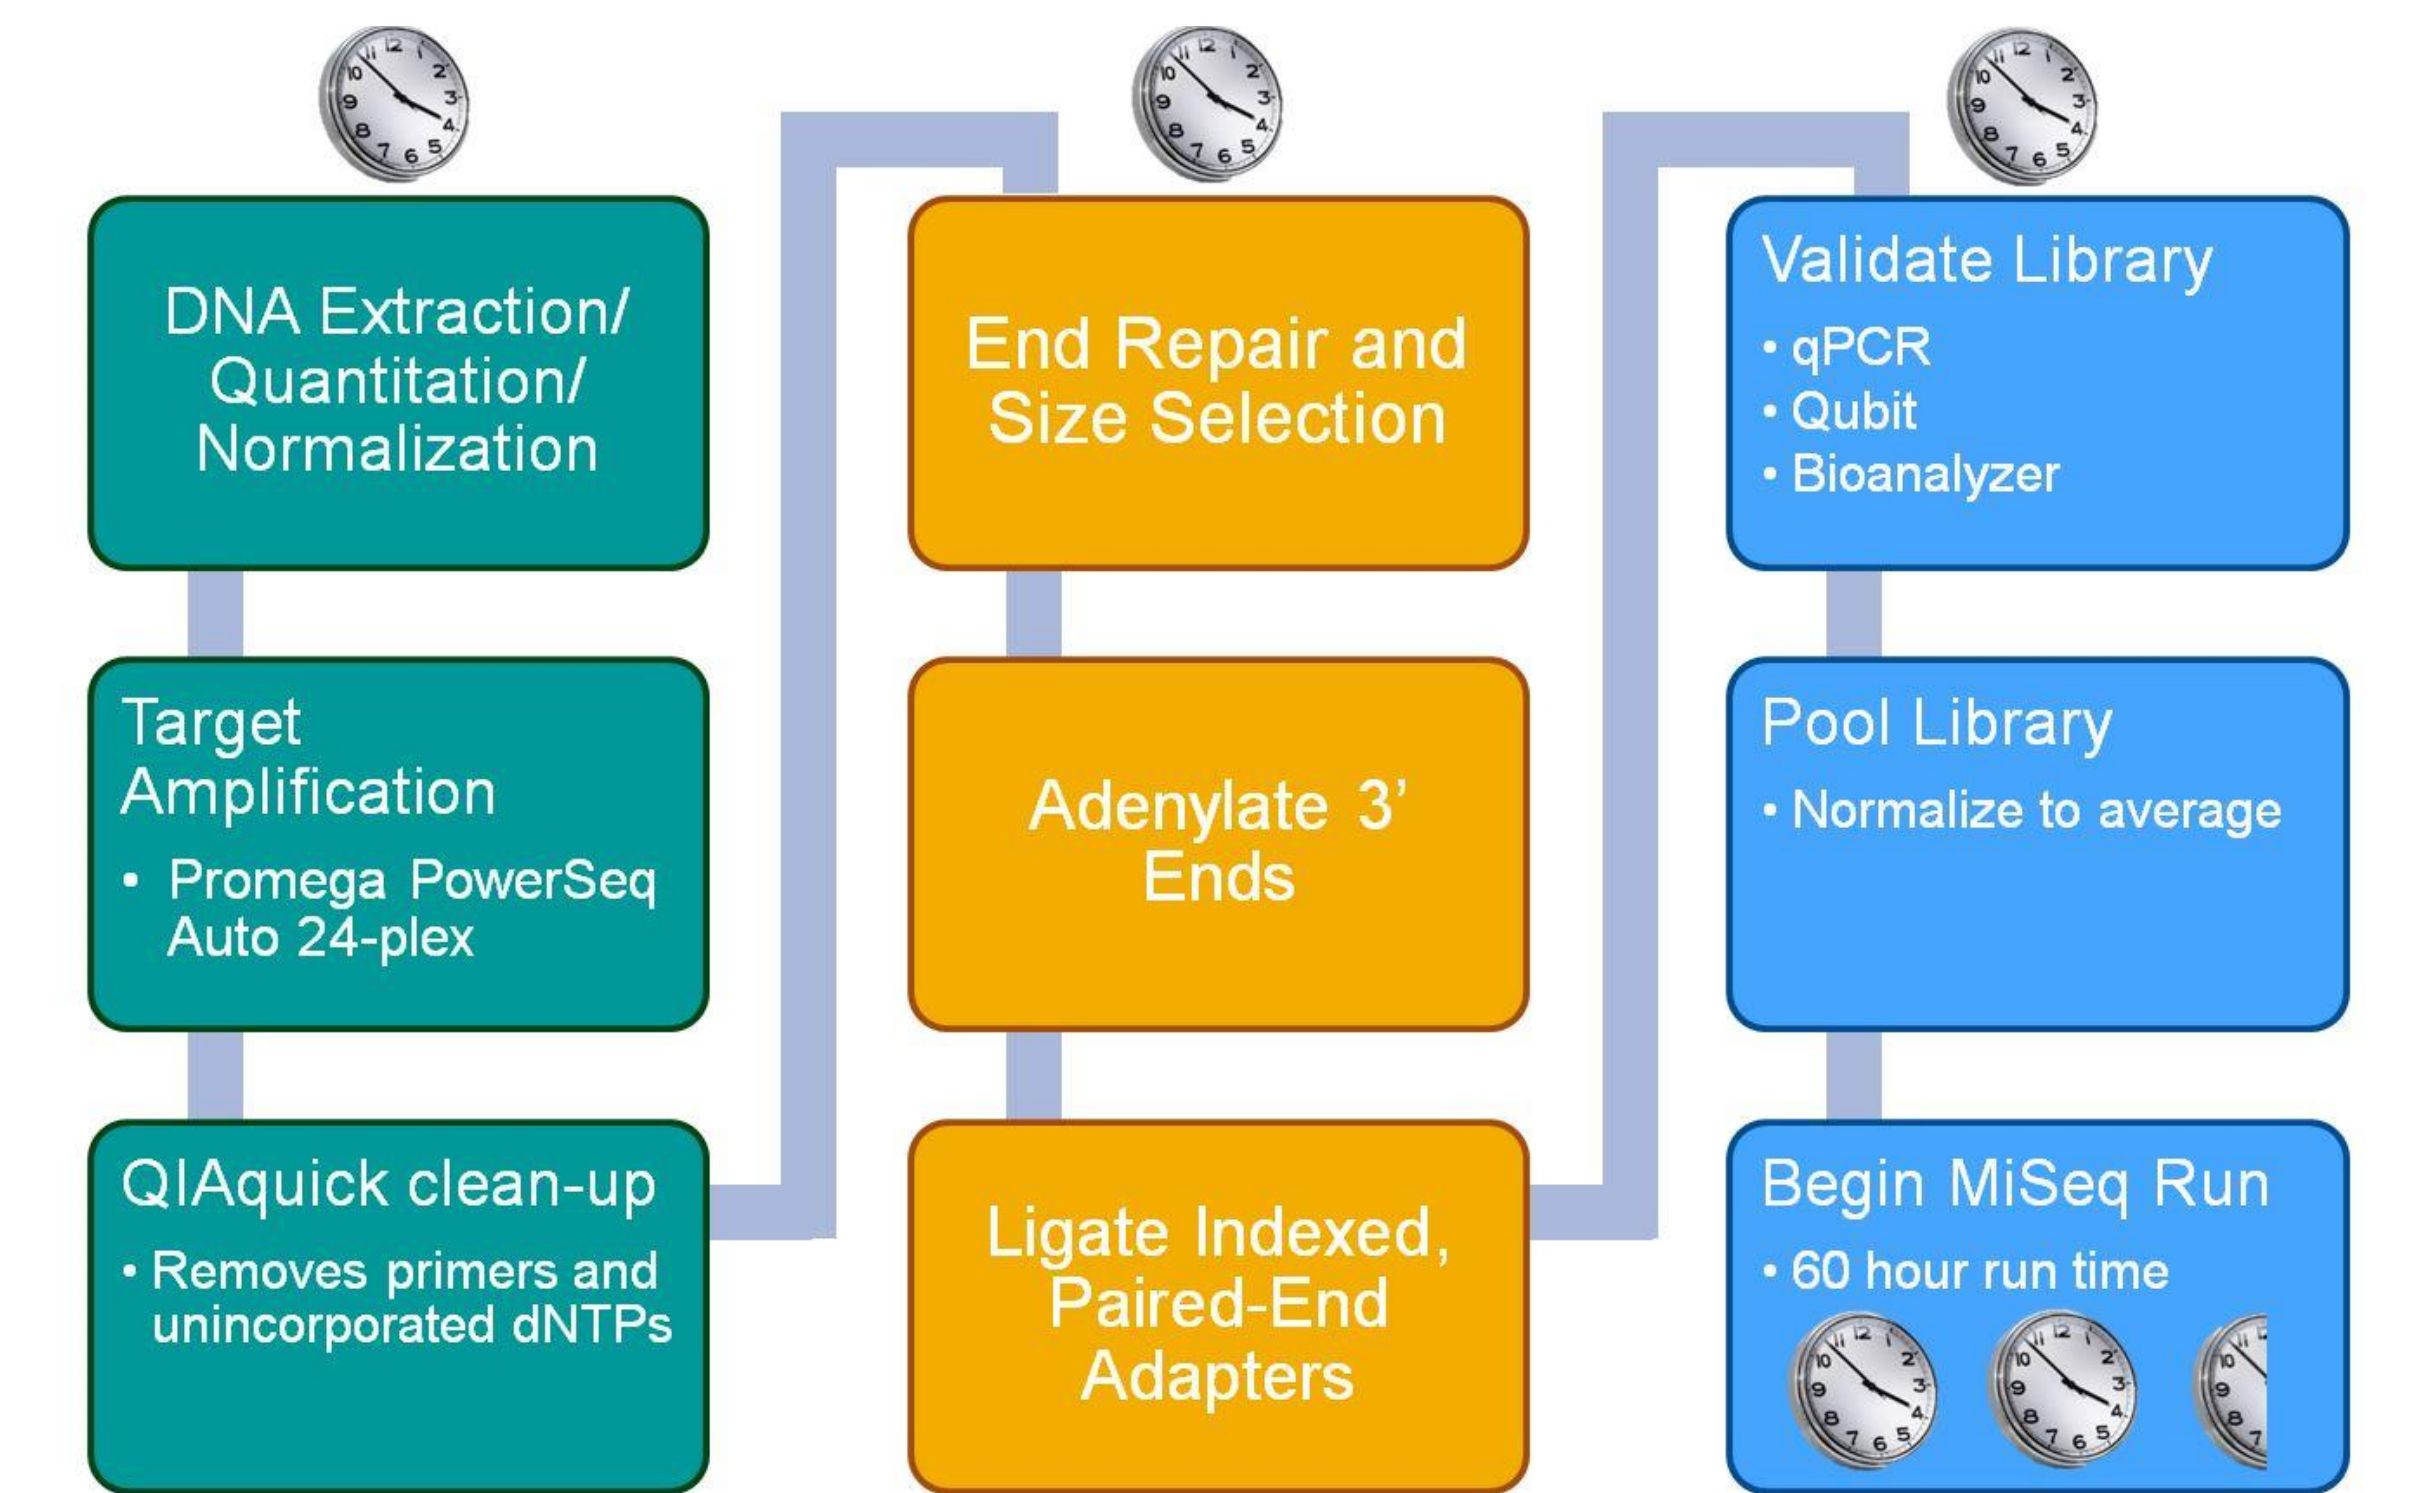 DNA Extraction/
Quantitation/
Normalization
Target
Amplification
• Promega PowerSeq
Auto 24-plex
QIAquick clean-up
• Removes primers and
unincorporated dNTPs
End Repair and
Size Selection
Adenylate 3’
Ends
Ligate Indexed,
Paired-End
Adapters
Validate Library
• qPCR
• Qubit
• Bioanalyzer
Pool Library
• Normalize to average
Begin MiSeq Run
• 60 hour run time